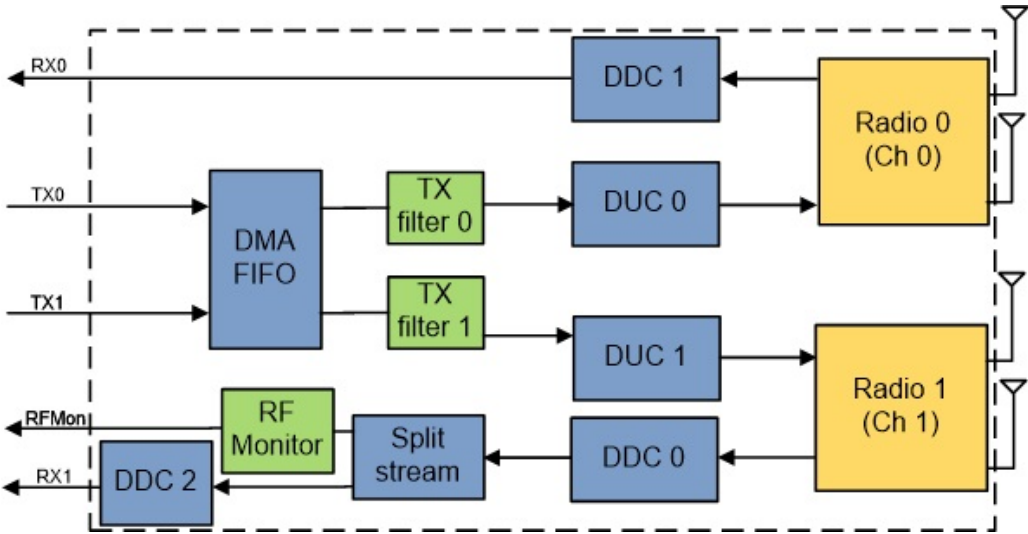 RX0
DDC 1
Radio 0
(Ch 0)
TX0
DMA
FIFO
TX
filter 0
DUC 0
TX1
TX
filter 1
DUC 1
Radio 1
(Ch 1)
RFMon
RF
Monitor
Split
stream
DDC 0
RX1
DDC 2